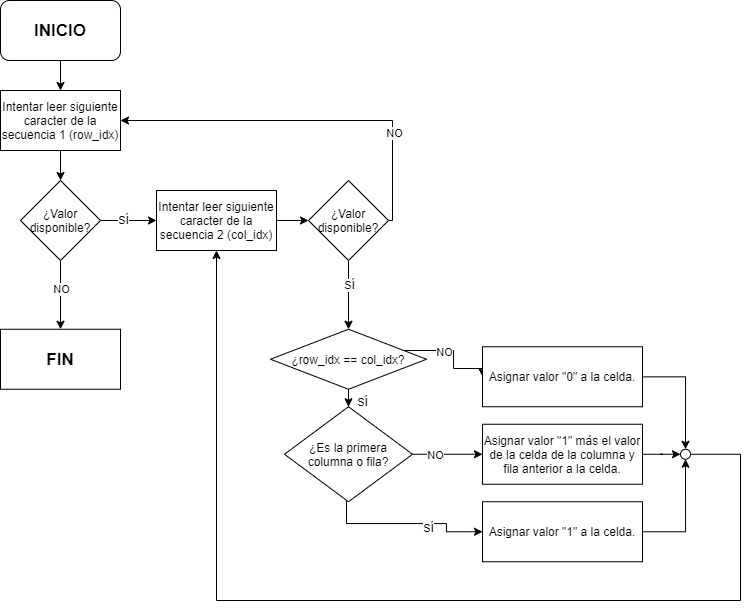 INICIO
Intentar leer siguiente
caracter de la
secuencia 1 (row_idx)
NO
¿Valor
disponible?
SÍ
Intentar leer siguiente
caracter de la
secuencia 2 (col_idx)
¿Valor
disponible?
NO
SÍ
FIN
¿row_idx == col_idx?
NO
Asignar valor "0" a la celda.
SÍ
¿Es la primera
columna o fila?
NO
Asignar valor "1" más el valor
de la celda de la columna y
fila anterior a la celda.
SÍ
Asignar valor "1" a la celda.